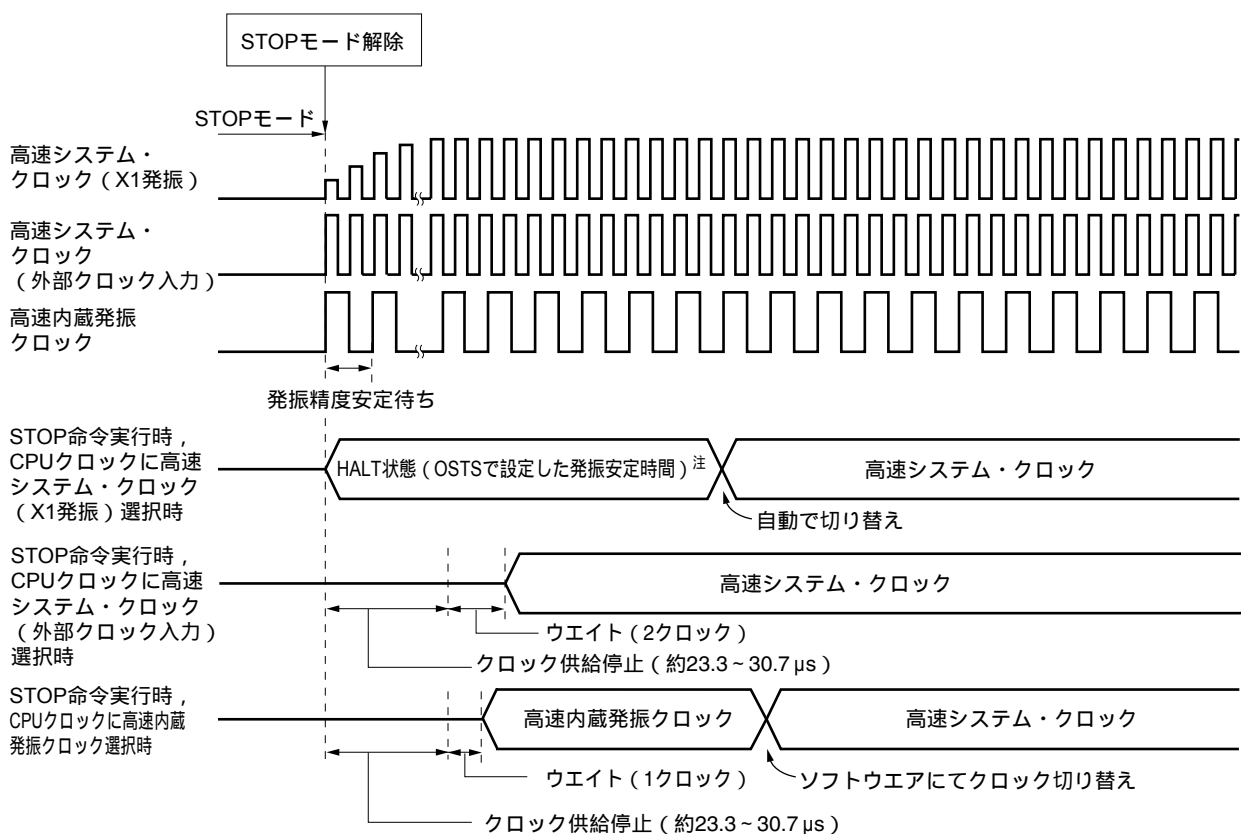 STOPモード解除
STOPモード
高速システム・
クロック（X1発振）
高速システム・
クロック
（外部クロック入力）
高速内蔵発振
クロック
発振精度安定待ち
STOP命令実行時，
CPUクロックに高速
システム・クロック
（X1発振）選択時
HALT状態（OSTSで設定した発振安定時間）注
高速システム・クロック
自動で切り替え
STOP命令実行時，
CPUクロックに高速
システム・クロック
（外部クロック入力）
選択時
高速システム・クロック
ウエイト（2クロック）
クロック供給停止（約23.3～30.7 μs）
STOP命令実行時，
CPUクロックに高速内蔵
発振クロック選択時
高速内蔵発振クロック
高速システム・クロック
ウエイト（1クロック）
ソフトウエアにてクロック切り替え
クロック供給停止（約23.3～30.7 μs）